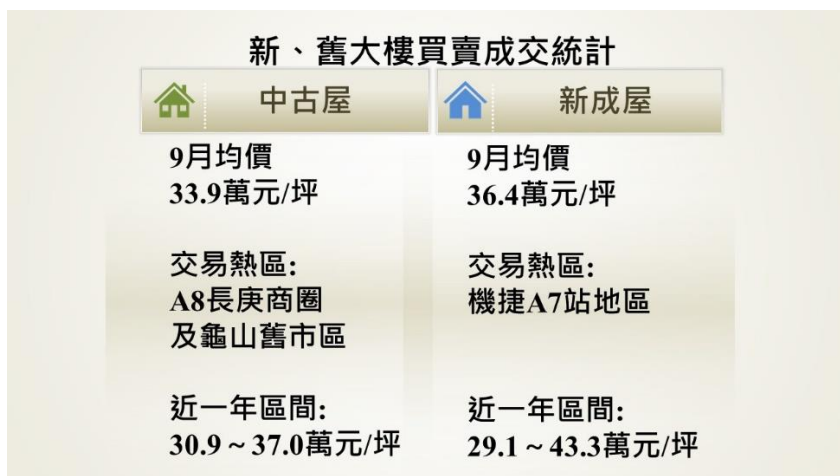 新、舊大樓買賣成交統計
中古屋
9月均價
33.9萬元/坪
交易熱區:
A8長庚商圈
及龜山舊市區
近一年區間:
30.9～37.0萬元/坪
新成屋
9月均價
36.4萬元/坪
交易熱區:
機捷A7站地區
近一年區間:
29.1～43.3萬元/坪